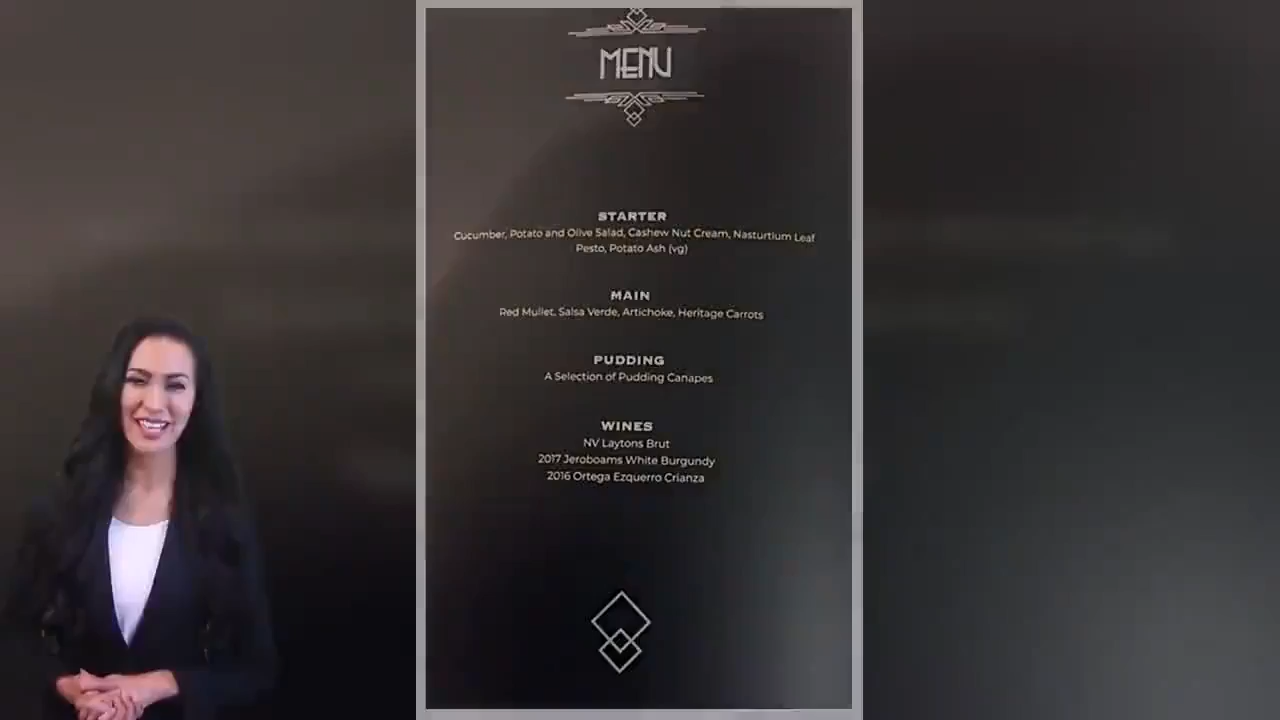 MENU
STARTER
Cucumber, Potato and Olive Salad, Cashew Nut Cream, Nasturtium Leaf
Pesto, Potato Ash (vg)
MAIN
Red Mullet, Salsa Verde, Artichoke, Heritage Carrots
PUDDING
A Selection of Pudding Canapes
WINES
NV Laytons Brut
2017 Jeroboams White Burgundy
2016 Ortega Ezquerro Crianza